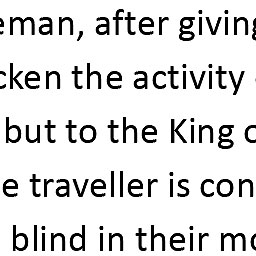 eman, after giving
cken the activity
but to the King o
e traveller is con
blind in their mo